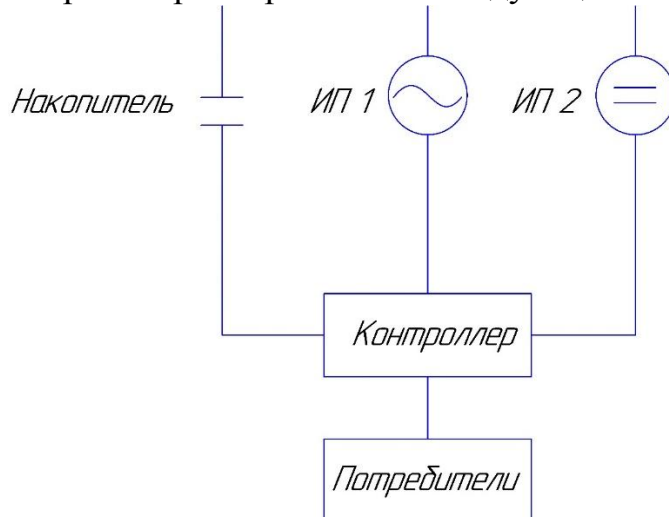 Накопитель
ИП 1
ИП 2
Контроллер
Потребители